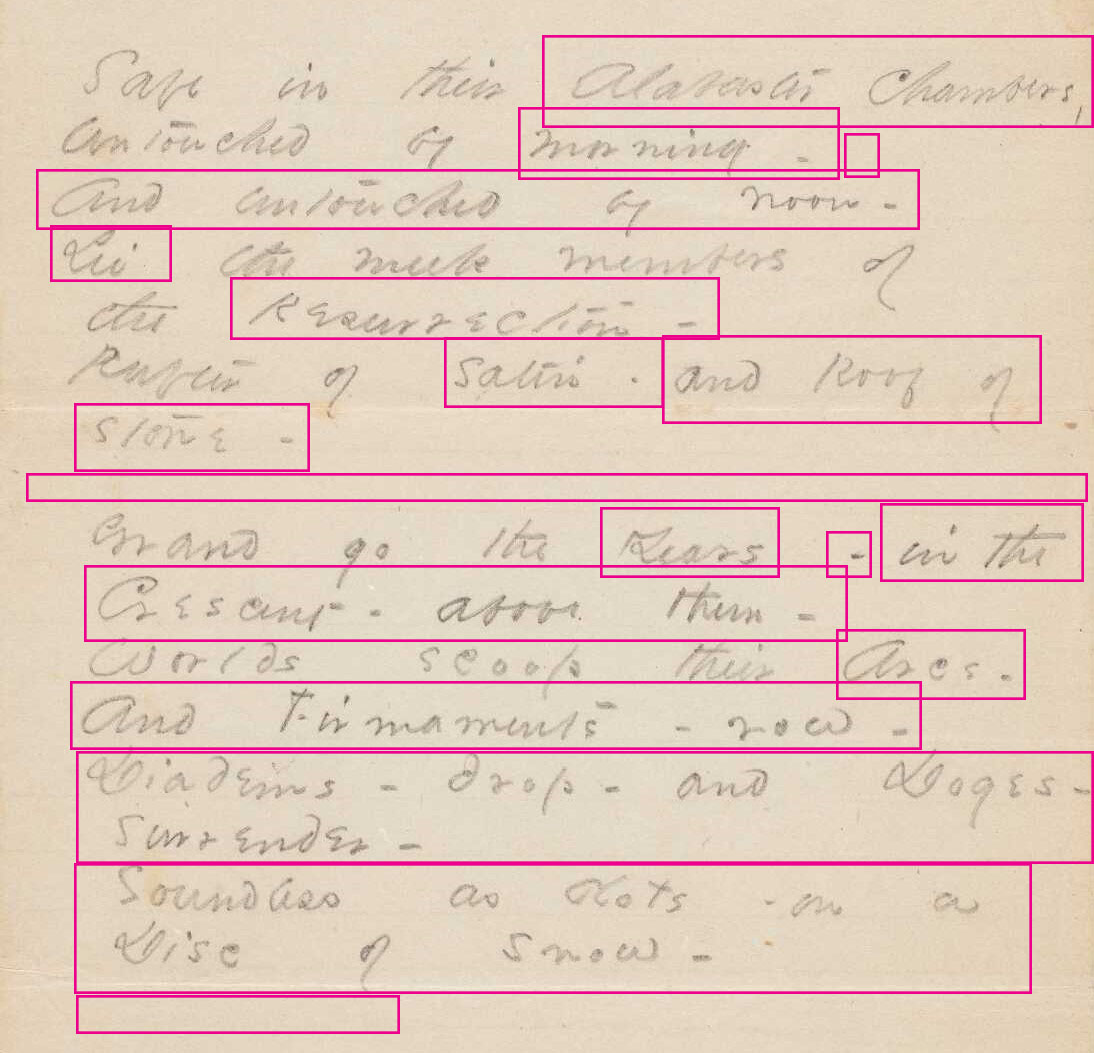 Safe in their Alabaster Chambers,
Untouched by morning -
And untouched by noon -
Lie the meek members of
the Resurrection -
Rafter of Satin - and Roof of
Stone -
Grand go the Years - in the
Crescent - above them -
Worlds scoop their Arcs -
And Firmaments - row -
Diadems - drop - and Doges -
surrender -
Soundless as dots - on a
Disc of snow -